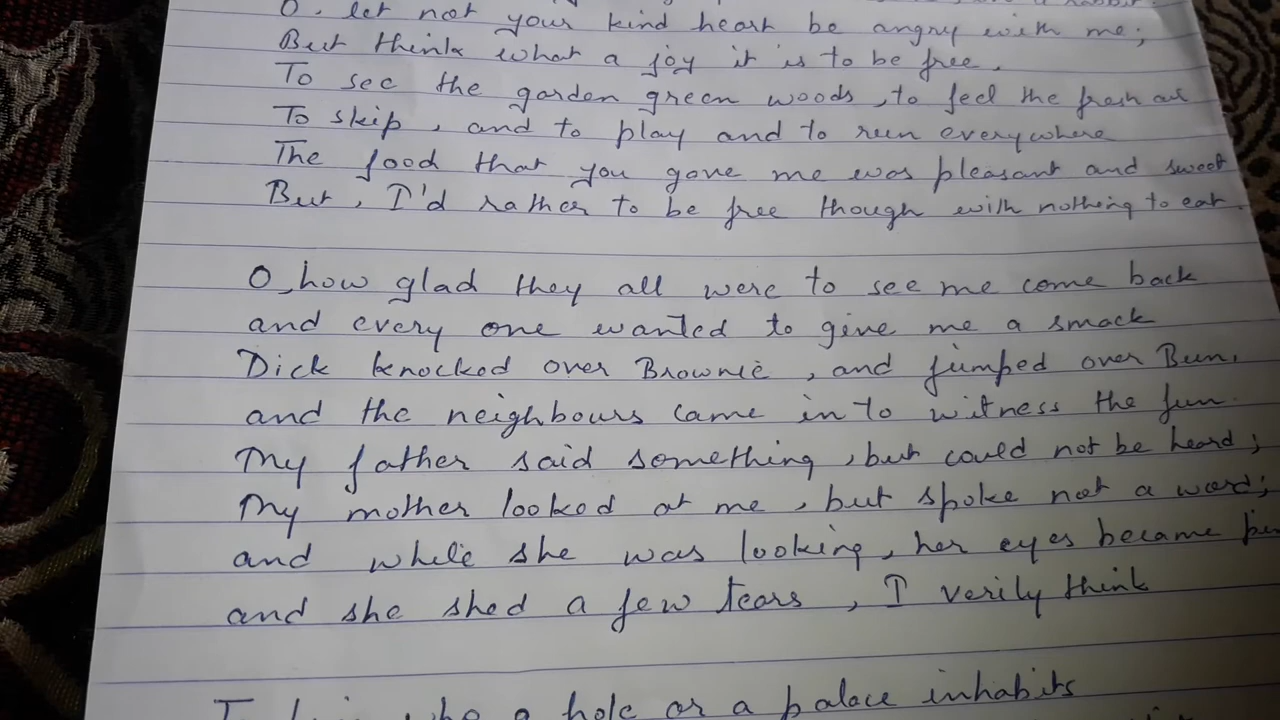 O. let not your kind heart be angry with me;
But think what a joy it is to be free.
To see the garden green woods, to feel the fresh air
To skip, and to play and to run everywhere
The food that you gave me was pleasant and sweet
But, I'd rather to be free though with nothing to eat.
O, how glad they all were to see me come back
and every one wanted to give me a smack
Dick knocked over Brownie, and jumped over Bun,
and the neighbours came in to witness the fun.
My father said something, but could not be heard;
My mother looked at me, but spoke not a word;
and while she was looking, her eyes became
and she shed a few tears, I verily think
a hole or a palace inhabits